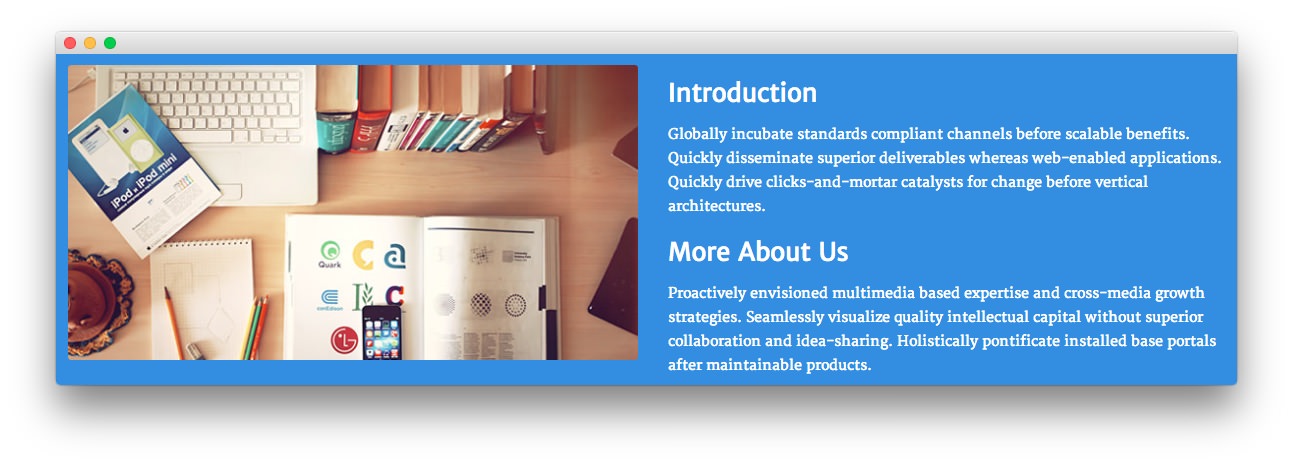 iPod & iPod mini
Quark
conEdison
LG
Introduction
Globally incubate standards compliant channels before scalable benefits.
Quickly disseminate superior deliverables whereas web-enabled applications.
Quickly drive clicks-and-mortar catalysts for change before vertical
architectures.
More About Us
Proactively envisioned multimedia based expertise and cross-media growth
strategies. Seamlessly visualize quality intellectual capital without superior
collaboration and idea-sharing. Holistically pontificate installed base portals
after maintainable products.